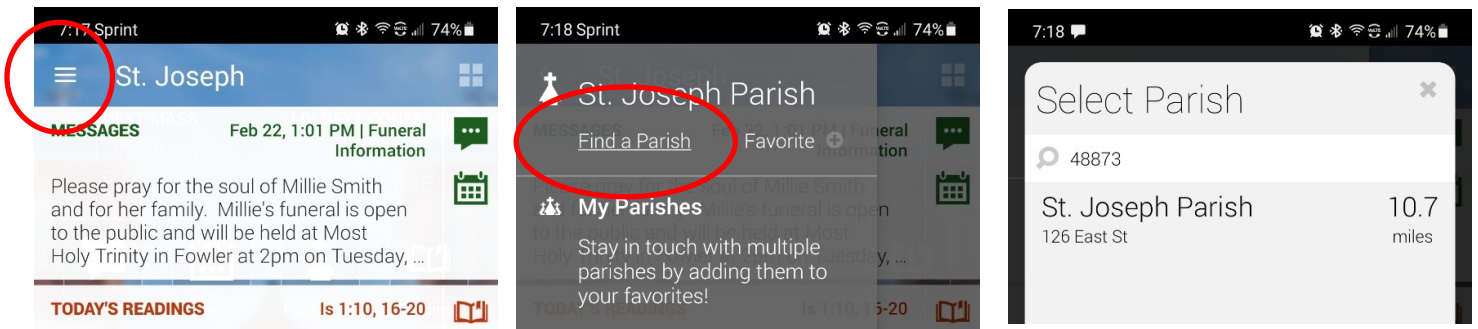 7:17 Sprint 74%
St. Joseph
MESSAGES Feb 22, 1:01 PM | Funeral
Information
Please pray for the soul of Millie Smith
and for her family. Millie's funeral is open
to the public and will be held at Most
Holy Trinity in Fowler at 2pm on Tuesday, ...
TODAY'S READINGS Is 1:10, 16-20
7:18 Sprint 74%
St. Joseph Parish
Find a Parish Favorite
My Parishes
Stay in touch with multiple
parishes by adding them to
your favorites!
7:18 74%
Select Parish
48873
St. Joseph Parish 10.7
126 East St miles